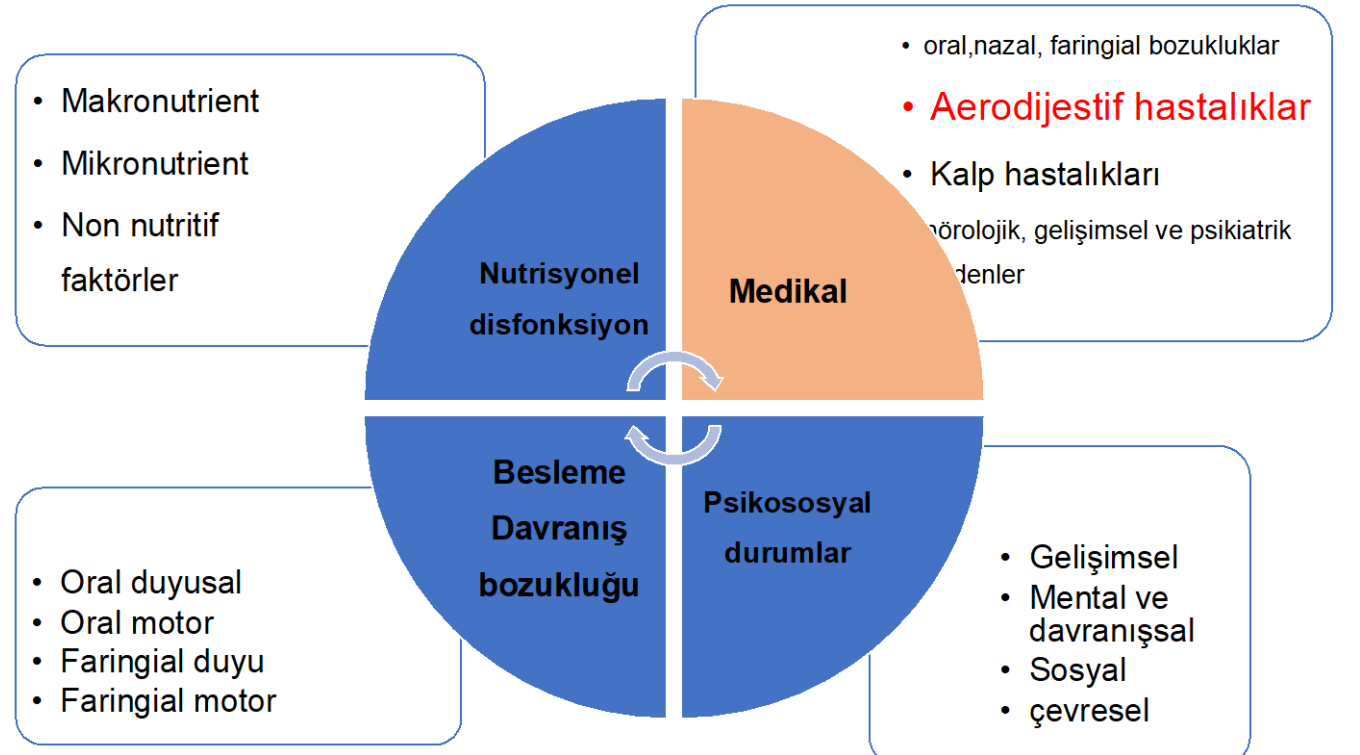 • Makronutrient
• Mikronutrient
• Non nutritif
faktörler
• oral,nazal, faringial bozukluklar
• Aerodijestif hastalıklar
• Kalp hastalıkları
gelişimsel ve psikiatrik
Nutrisyonel
disfonksiyon
Medikal
Besleme
Davranış
bozukluğu
Psikososyal
durumlar
• Oral duyusal
• Oral motor
• Faringial duyu
• Faringial motor
• Gelişimsel
• Mental ve
davranışsal
• Sosyal
• çevresel